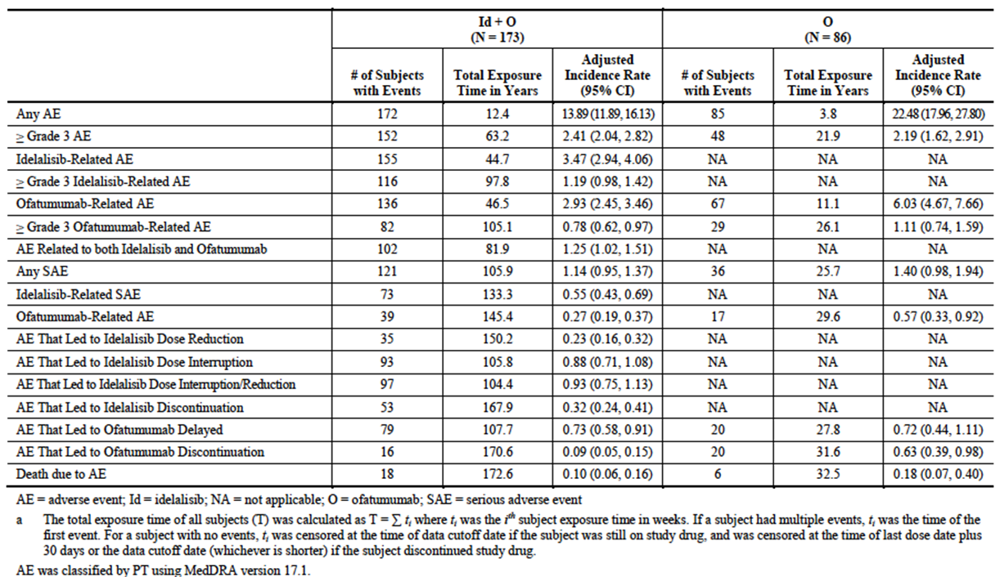 Id + O
(N = 173)
O
(N = 86)
# of Subjects with Events | Total Exposure Time in Years | Adjusted Incidence Rate (95% CI) | # of Subjects with Events | Total Exposure Time in Years | Adjusted Incidence Rate (95% CI)
Any AE | 172 | 12.4 | 13.89 (11.89, 16.13) | 85 | 3.8 | 22.48 (17.96, 27.80)
≥ Grade 3 AE | 152 | 63.2 | 2.41 (2.04, 2.82) | 48 | 21.9 | 2.19 (1.62, 2.91)
Idelalisib-Related AE | 155 | 44.7 | 3.47 (2.94, 4.06) | NA | NA | NA
≥ Grade 3 Idelalisib-Related AE | 116 | 97.8 | 1.19 (0.98, 1.42) | NA | NA | NA
Ofatumumab-Related AE | 136 | 46.5 | 2.93 (2.45, 3.46) | 67 | 11.1 | 6.03 (4.67, 7.66)
≥ Grade 3 Ofatumumab-Related AE | 82 | 105.1 | 0.78 (0.62, 0.97) | 29 | 26.1 | 1.11 (0.74, 1.59)
AE Related to both Idelalisib and Ofatumumab | 102 | 81.9 | 1.25 (1.02, 1.51) | NA | NA | NA
Any SAE | 121 | 105.9 | 1.14 (0.95, 1.37) | 36 | 25.7 | 1.40 (0.98, 1.94)
Idelalisib-Related SAE | 73 | 133.3 | 0.55 (0.43, 0.69) | NA | NA | NA
Ofatumumab-Related AE | 39 | 145.4 | 0.27 (0.19, 0.37) | 17 | 29.6 | 0.57 (0.33, 0.92)
AE That Led to Idelalisib Dose Reduction | 35 | 150.2 | 0.23 (0.16, 0.32) | NA | NA | NA
AE That Led to Idelalisib Dose Interruption | 93 | 105.8 | 0.88 (0.71, 1.08) | NA | NA | NA
AE That Led to Idelalisib Dose Interruption/Reduction | 97 | 104.4 | 0.93 (0.75, 1.13) | NA | NA | NA
AE That Led to Idelalisib Discontinuation | 53 | 167.9 | 0.32 (0.24, 0.41) | NA | NA | NA
AE That Led to Ofatumumab Delayed | 79 | 107.7 | 0.73 (0.58, 0.91) | 20 | 27.8 | 0.72 (0.44, 1.11)
AE That Led to Ofatumumab Discontinuation | 16 | 170.6 | 0.09 (0.05, 0.15) | 20 | 31.6 | 0.63 (0.39, 0.98)
Death due to AE | 18 | 172.6 | 0.10 (0.06, 0.16) | 6 | 32.5 | 0.18 (0.07, 0.40)
AE = adverse event; Id = idelalisib; NA = not applicable; O = ofatumumab; SAE = serious adverse event
a The total exposure time of all subjects (T) was calculated as T = ∑ ti where ti was the ith subject exposure time in weeks. If a subject had multiple events, ti was the time of the
first event. For a subject with no events, ti was censored at the time of data cutoff date if the subject was still on study drug, and was censored at the time of last dose date plus
30 days or the data cutoff date (whichever is shorter) if the subject discontinued study drug.
AE was classified by PT using MedDRA version 17.1.